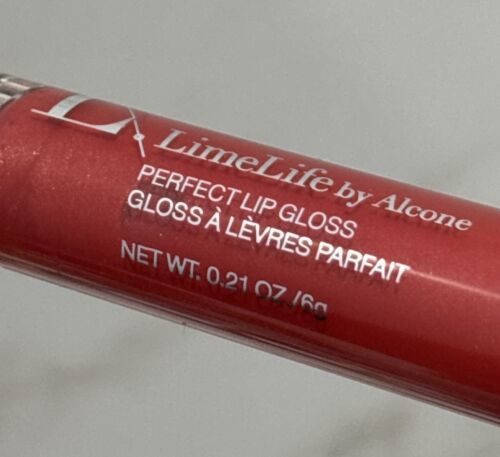 L
LimeLife by Alcone
PERFECT LIP GLOSS
GLOSS À LÈVRES PARFAIT
NET WT. 0.21 OZ./6g